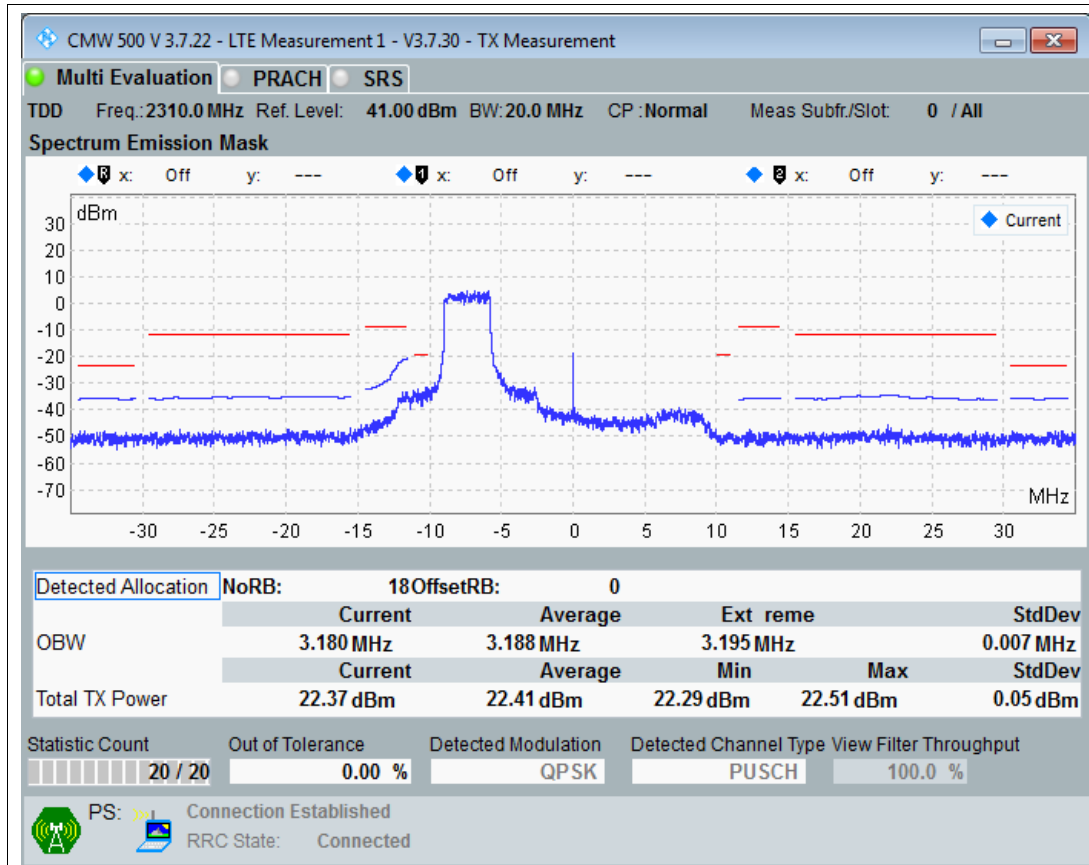 CMW 500 V 3.7.22 - LTE Measurement 1 - V3.7.30 - TX Measurement
Multi Evaluation PRACH SRS
TDD Freq.: 2310.0 MHz Ref. Level: 41.00 dBm BW: 20.0 MHz CP : Normal Meas Subfr./Slot: 0 / All
Spectrum Emission Mask
R x: Off y: --- 1 x: Off y: --- 2 x: Off y: ---
dBm
Current
30
20
10
0
-10
-20
-30
-40
-50
-60
-70
MHz
-30 -25 -20 -15 -10 -5 0 5 10 15 20 25 30
Detected Allocation NoRB: 18 OffsetRB: 0
Current Average Ext reme StdDev
OBW 3.180 MHz 3.188 MHz 3.195 MHz 0.007 MHz
Current Average Min Max StdDev
Total TX Power 22.37 dBm 22.41 dBm 22.29 dBm 22.51 dBm 0.05 dBm
Statistic Count Out of Tolerance Detected Modulation Detected Channel Type View Filter Throughput
20 / 20 0.00 % QPSK PUSCH 100.0 %
PS: Connection Established
RRC State: Connected